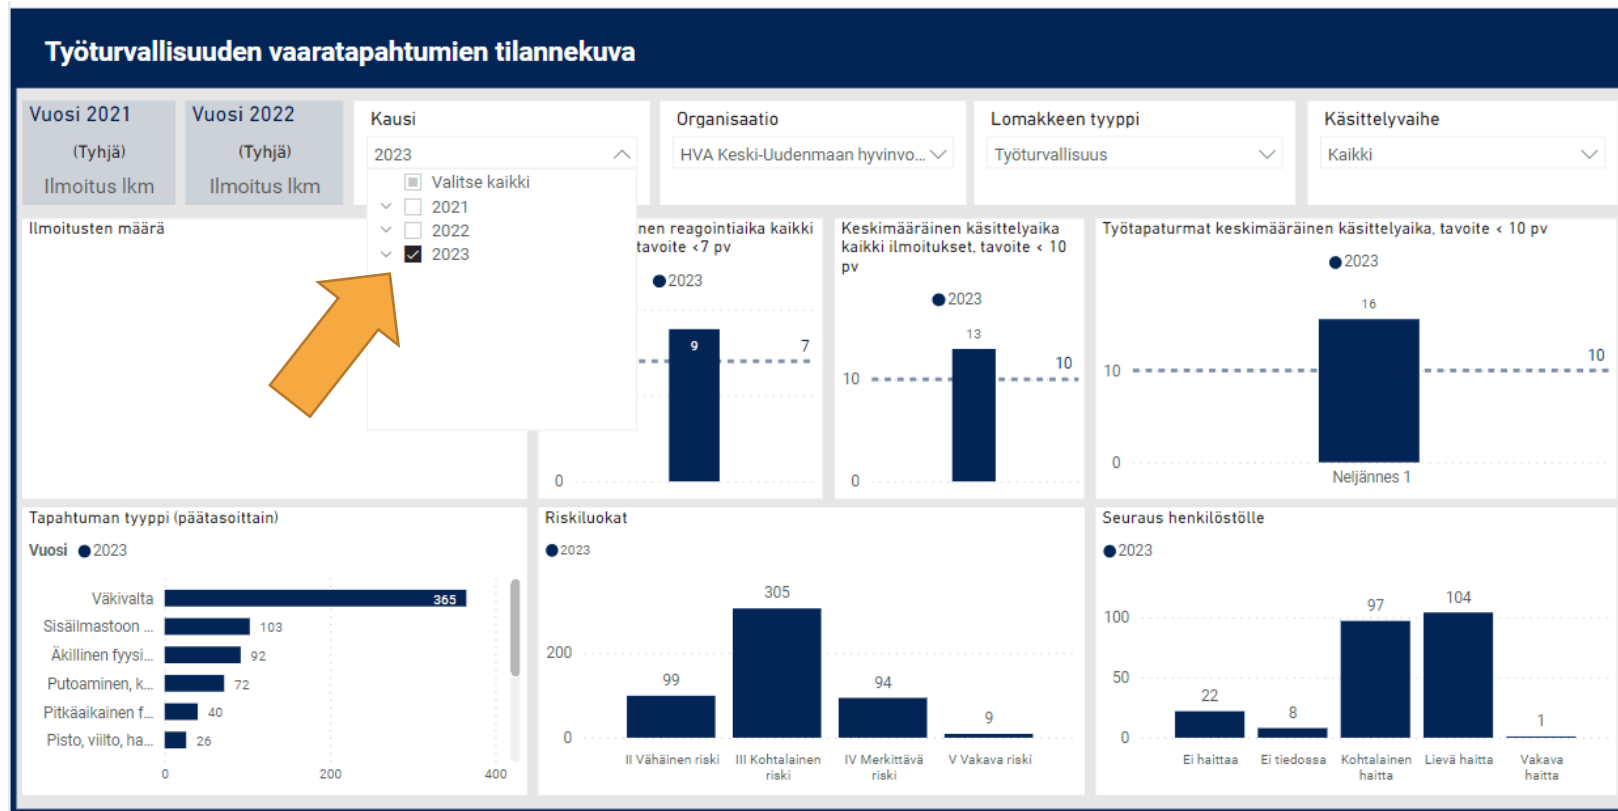 Työturvallisuuden vaaratapahtumien tilannekuva
Vuosi 2021
(Tyhjä)
Ilmoitus lkm
Vuosi 2022
(Tyhjä)
Ilmoitus lkm
Kausi
2023
Valitse kaikki
2021
2022
2023
Organisaatio
HVA Keski-Uudenmaan hyvinvo...
Lomakkeen tyyppi
Työturvallisuus
Käsittelyvaihe
Kaikki
Ilmoitusten määrä
nen reagointiaika kaikki
tavoite <7 pv
2023
9
7
0
Keskimääräinen käsittelyaika
kaikki ilmoitukset, tavoite < 10
pv
2023
13
10
10
0
Työtapaturmat keskimääräinen käsittelyaika, tavoite < 10 pv
2023
16
10
10
0
Neljännes 1
Tapahtuman tyyppi (päätasoittain)
Vuosi 2023
Väkivalta 365
Sisäilmastoon ... 103
Äkillinen fyysi... 92
Putoaminen, k... 72
Pitkäaikainen f... 40
Pisto, viilto, ha... 26
0 200 400
Riskiluokat
2023
305
200
99
94
9
0
II Vähäinen riski
III Kohtalainen
riski
IV Merkittävä
riski
V Vakava riski
Seuraus henkilöstölle
2023
97
104
100
50
22
8
1
0
Ei haittaa
Ei tiedossa
Kohtalainen
haitta
Lievä haitta
Vakava
haitta